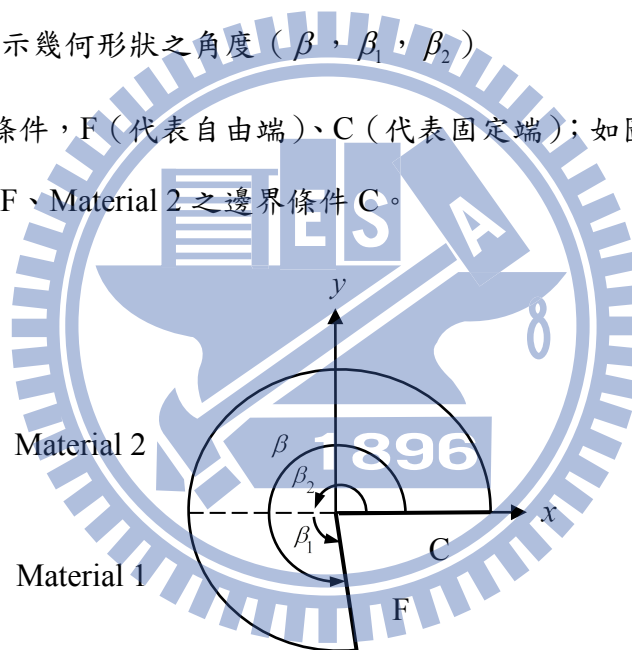 示幾何形狀之角度（β，β₁，β₂）
條件，F（代表自由端）、C（代表固定端）；如圖
F、Material 2 之邊界條件 C。
E S A
8
y
Material 2
β
1896
β₂
x
β₁
C
Material 1
F